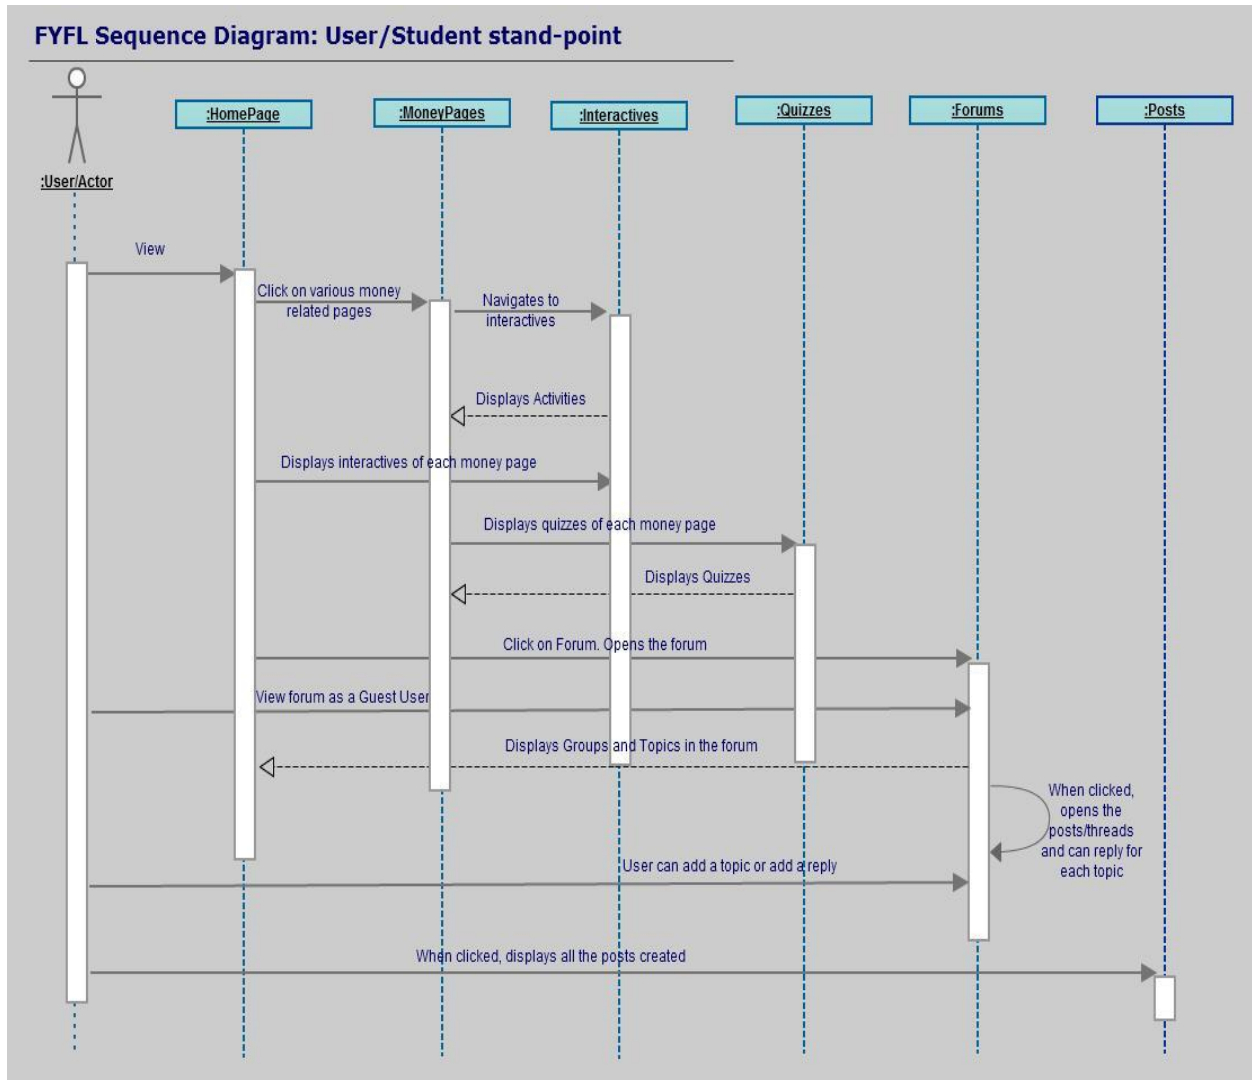 FYFL Sequence Diagram: User/Student stand-point
:HomePage
:MoneyPages
:Interactives
:Quizzes
:Forums
:Posts
:User/Actor
View
Click on various money
related pages
Navigates to
interactives
Displays Activities
Displays interactives of each money page
Displays quizzes of each money page
Displays Quizzes
Click on Forum. Opens the forum
View forum as a Guest User
Displays Groups and Topics in the forum
When clicked,
opens the
posts/threads
and can reply for
each topic
User can add a topic or add a reply
When clicked, displays all the posts created